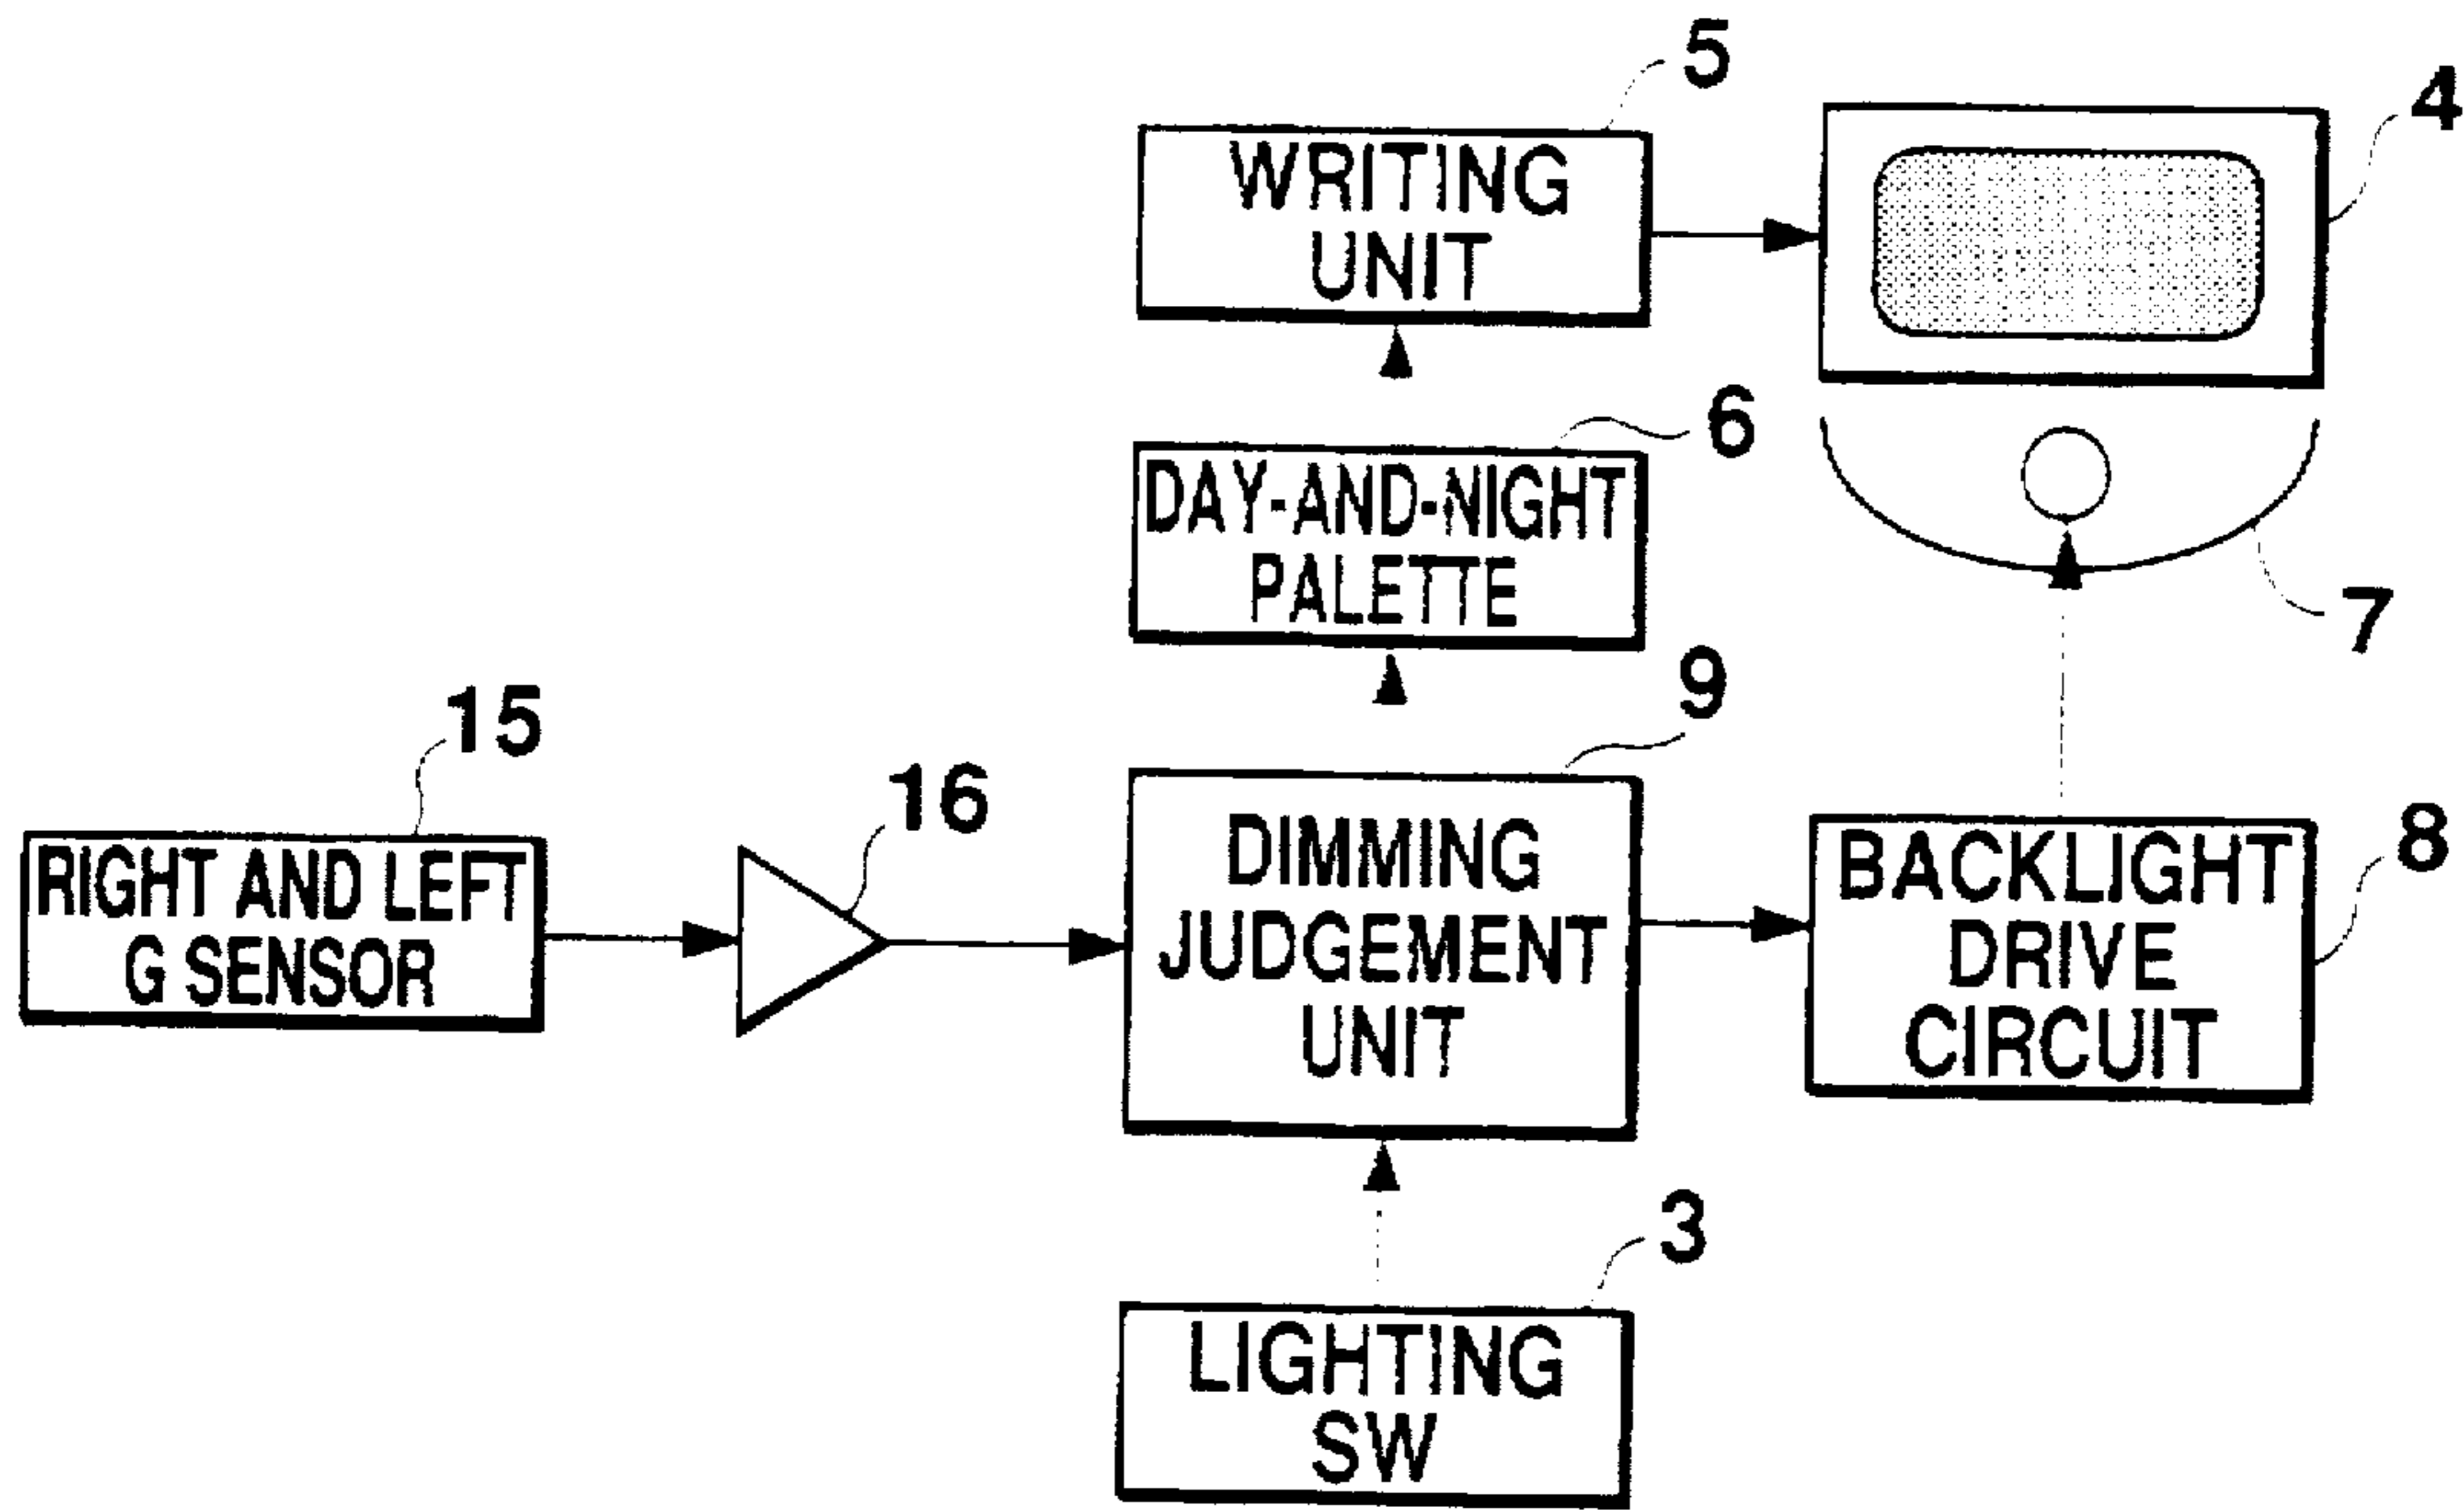 5
4
WRITING
UNIT
6
DAY-AND-NIGHT
PALETTE
7
9
15
16
RIGHT AND LEFT
G SENSOR
DIMMING
JUDGEMENT
UNIT
BACKLIGHT
DRIVE
CIRCUIT
8
3
LIGHTING
SW